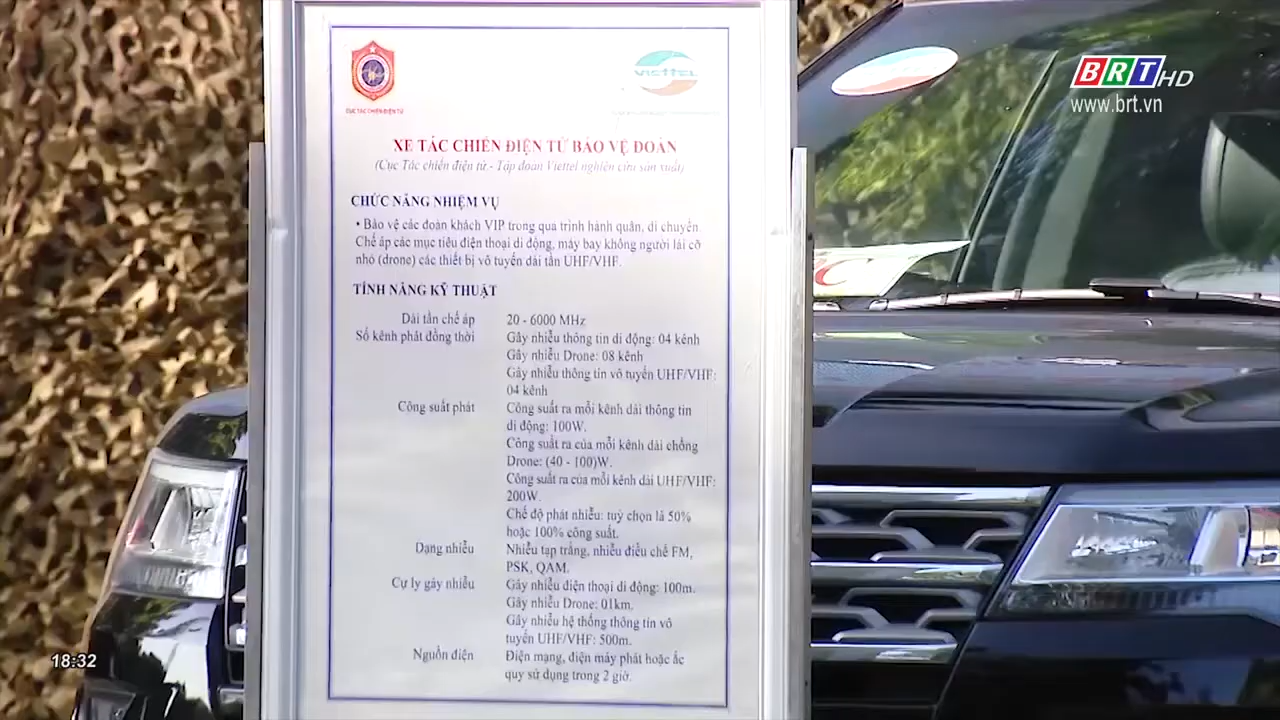 BRT HD
www.brt.vn
CỤC TÁC CHIẾN ĐIỆN TỬ
VIETTEL
XE TÁC CHIẾN ĐIỆN TỬ BẢO VỆ ĐOÀN
(Cục Tác chiến điện tử - Tập đoàn Viettel nghiên cứu sản xuất)
CHỨC NĂNG NHIỆM VỤ
• Bảo vệ các đoàn khách VIP trong quá trình hành quân, di chuyển.
Chế áp các mục tiêu điện thoại di động, máy bay không người lái cỡ
nhỏ (drone) các thiết bị vô tuyến dải tần UHF/VHF.
TÍNH NĂNG KỸ THUẬT
Dải tần chế áp 20 - 6000 MHz
Số kênh phát đồng thời Gây nhiễu thông tin di động: 04 kênh
Gây nhiễu Drone: 08 kênh
Gây nhiễu thông tin vô tuyến UHF/VHF:
04 kênh
Công suất phát Công suất ra mỗi kênh dải thông tin
di động: 100W.
Công suất ra của mỗi kênh dải chống
Drone: (40 - 100)W.
Công suất ra của mỗi kênh dải UHF/VHF:
200W.
Chế độ phát nhiễu: tuỳ chọn là 50%
hoặc 100% công suất.
Dạng nhiễu Nhiễu tạp trắng, nhiễu điều chế FM,
PSK, QAM.
Cự ly gây nhiễu Gây nhiễu điện thoại di động: 100m.
Gây nhiễu Drone: 01km.
Gây nhiễu hệ thống thông tin vô
tuyến UHF/VHF: 500m.
Nguồn điện Điện mạng, điện máy phát hoặc ắc
quy sử dụng trong 2 giờ.
18:32